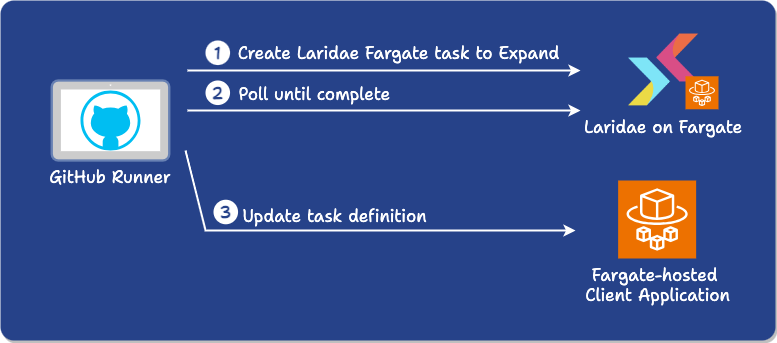 1 Create Laridae Fargate task to Expand
2 Poll until complete
Laridae on Fargate
GitHub Runner
3 Update task definition
Fargate-hosted
Client Application